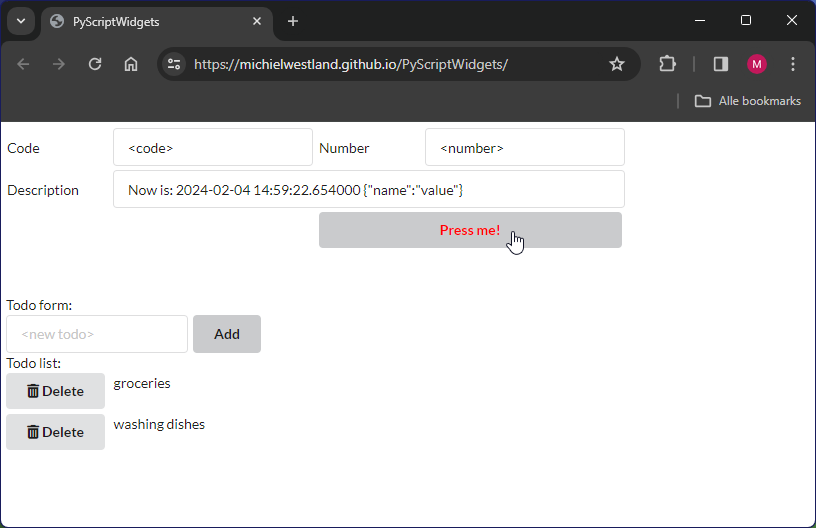 PyScriptWidgets
https://michielwestland.github.io/PyScriptWidgets/
M
Alle bookmarks
Code <code> Number <number>
Description Now is: 2024-02-04 14:59:22.654000 {"name":"value"}
Press me!
Todo form:
<new todo> Add
Todo list:
Delete groceries
Delete washing dishes